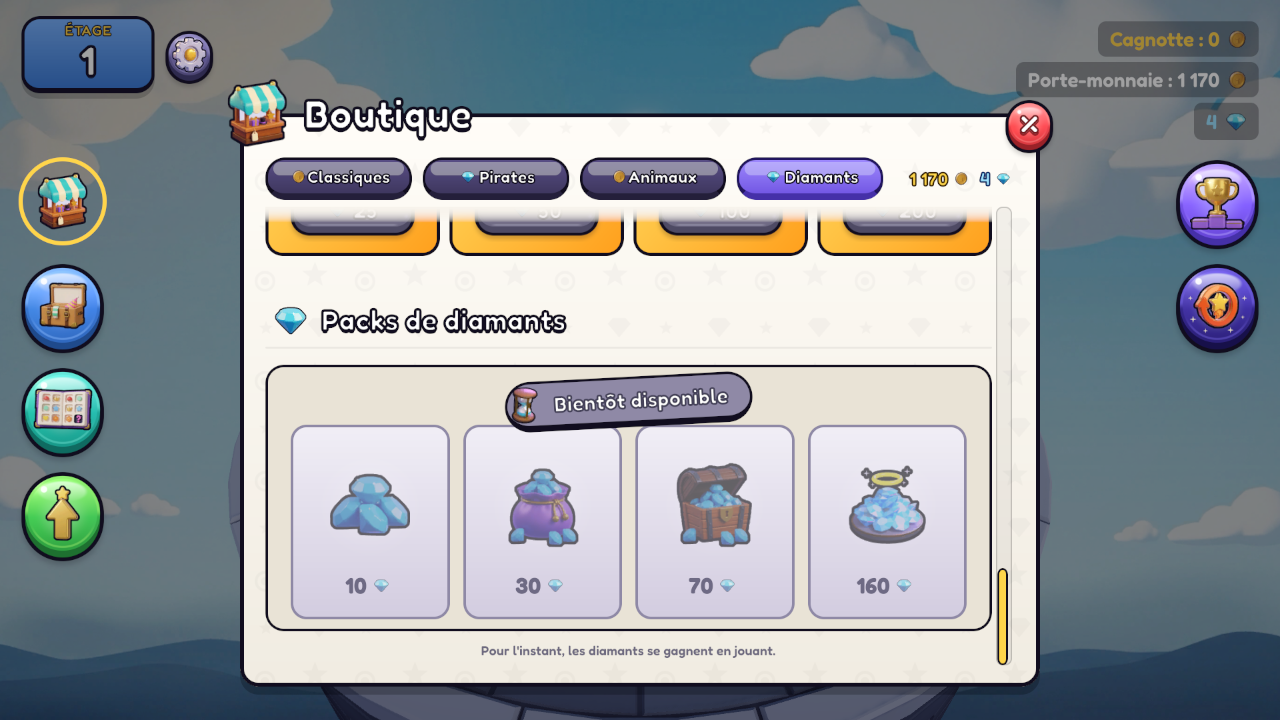 ÉTAGE
1
Cagnotte : 0
Porte-monnaie : 1 170
4
Boutique
Classiques
Pirates
Animaux
Diamants
1 170
4
Packs de diamants
Bientôt disponible
10
30
70
160
Pour l'instant, les diamants se gagnent en jouant.